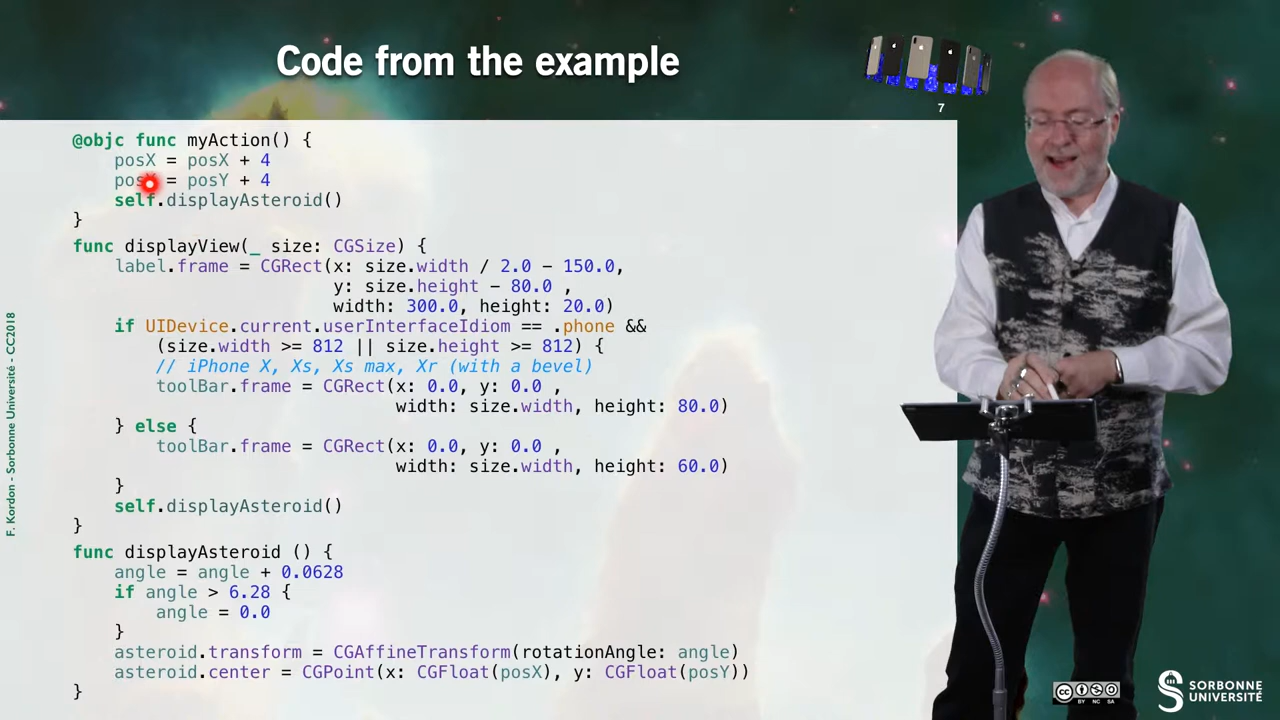 Code from the example
7
@objc func myAction() {
    posX = posX + 4
    posY = posY + 4
    self.displayAsteroid()
}
func displayView(_ size: CGSize) {
    label.frame = CGRect(x: size.width / 2.0 - 150.0,
                         y: size.height - 80.0 ,
                         width: 300.0, height: 20.0)
    if UIDevice.current.userInterfaceIdiom == .phone &&
        (size.width >= 812 || size.height >= 812) {
        // iPhone X, Xs, Xs max, Xr (with a bevel)
        toolBar.frame = CGRect(x: 0.0, y: 0.0 ,
                               width: size.width, height: 80.0)
    } else {
        toolBar.frame = CGRect(x: 0.0, y: 0.0 ,
                               width: size.width, height: 60.0)
    }
    self.displayAsteroid()
}
func displayAsteroid () {
    angle = angle + 0.0628
    if angle > 6.28 {
        angle = 0.0
    }
    asteroid.transform = CGAffineTransform(rotationAngle: angle)
    asteroid.center = CGPoint(x: CGFloat(posX), y: CGFloat(posY))
}
F. Kordon - Sorbonne Université - CC2018
cc
BY NC SA
SORBONNE
UNIVERSITÉ